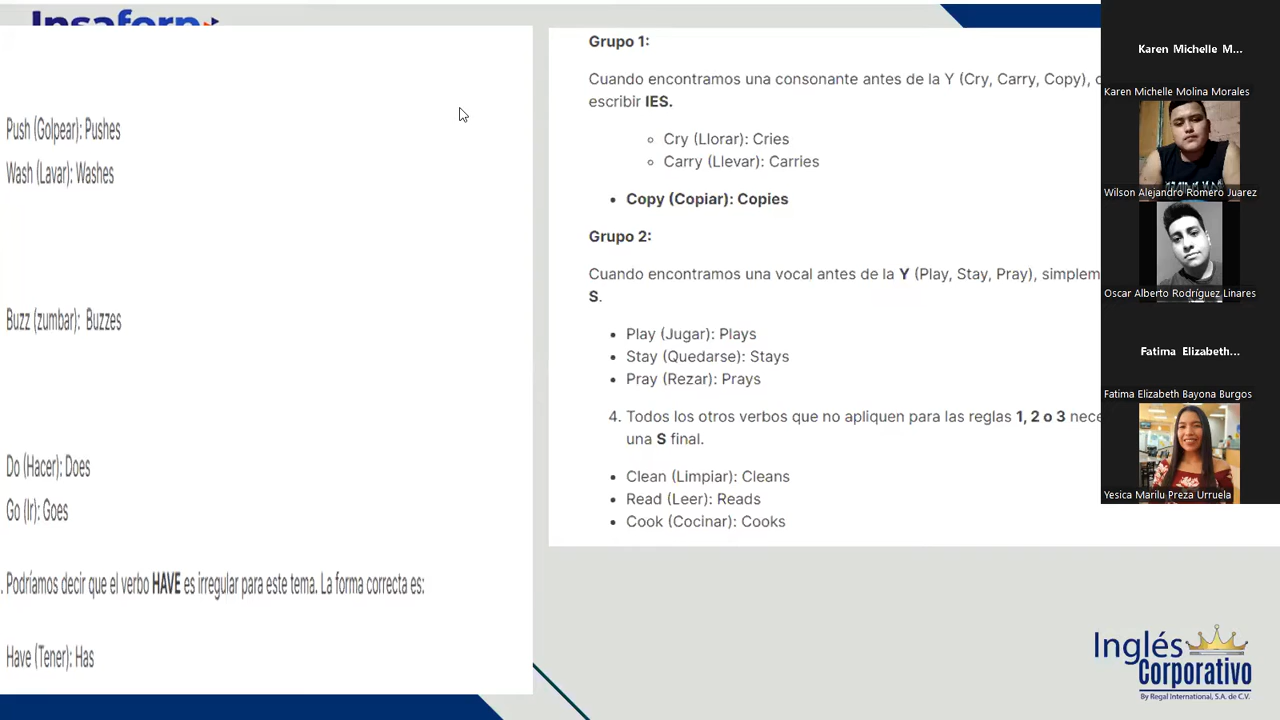 Insaforp
Push (Golpear): Pushes
Wash (Lavar): Washes
Buzz (zumbar): Buzzes
Do (Hacer): Does
Go (Ir): Goes
. Podríamos decir que el verbo HAVE es irregular para este tema. La forma correcta es:
Have (Tener): Has
Grupo 1:
Cuando encontramos una consonante antes de la Y (Cry, Carry, Copy),
escribir IES.
Cry (Llorar): Cries
Carry (Llevar): Carries
Copy (Copiar): Copies
Grupo 2:
Cuando encontramos una vocal antes de la Y (Play, Stay, Pray), simplem
S.
Play (Jugar): Plays
Stay (Quedarse): Stays
Pray (Rezar): Prays
4. Todos los otros verbos que no apliquen para las reglas 1, 2 o 3 nece
una S final.
Clean (Limpiar): Cleans
Read (Leer): Reads
Cook (Cocinar): Cooks
Karen Michelle M...
Karen Michelle Molina Morales
Wilson Alejandro Romero Juarez
Oscar Alberto Rodríguez Linares
Fatima Elizabeth...
Fatima Elizabeth Bayona Burgos
Yesica Marilu Preza Urruela
Inglés
Corporativo
By Regal International, S.A. de C.V.